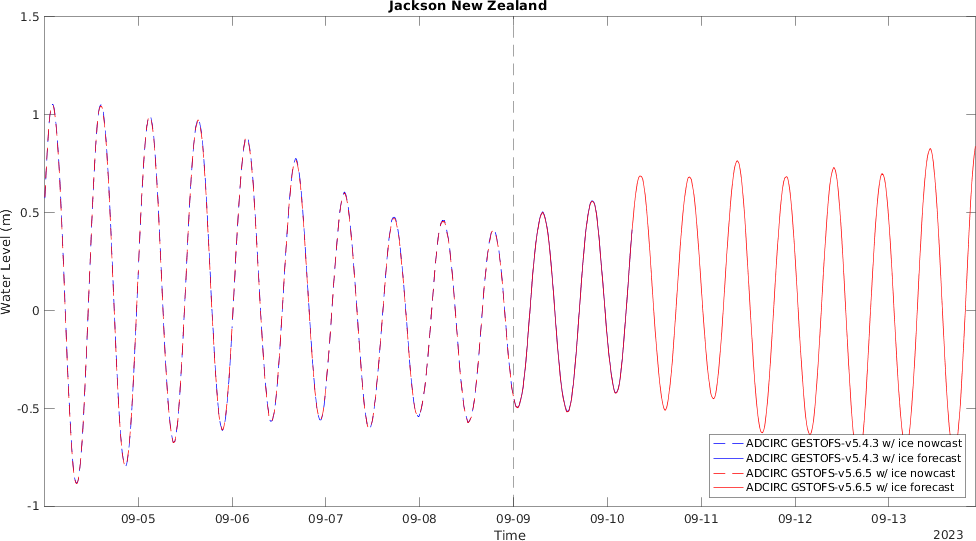 Jackson New Zealand
1.5
1
0.5
0
-0.5
-1
Water Level (m)
ADCIRC GESTOFS-v5.4.3 w/ ice nowcast
ADCIRC GESTOFS-v5.4.3 w/ ice forecast
ADCIRC GSTOFS-v5.6.5 w/ ice nowcast
ADCIRC GSTOFS-v5.6.5 w/ ice forecast
09-05 09-06 09-07 09-08 09-09 09-10 09-11 09-12 09-13
Time
2023